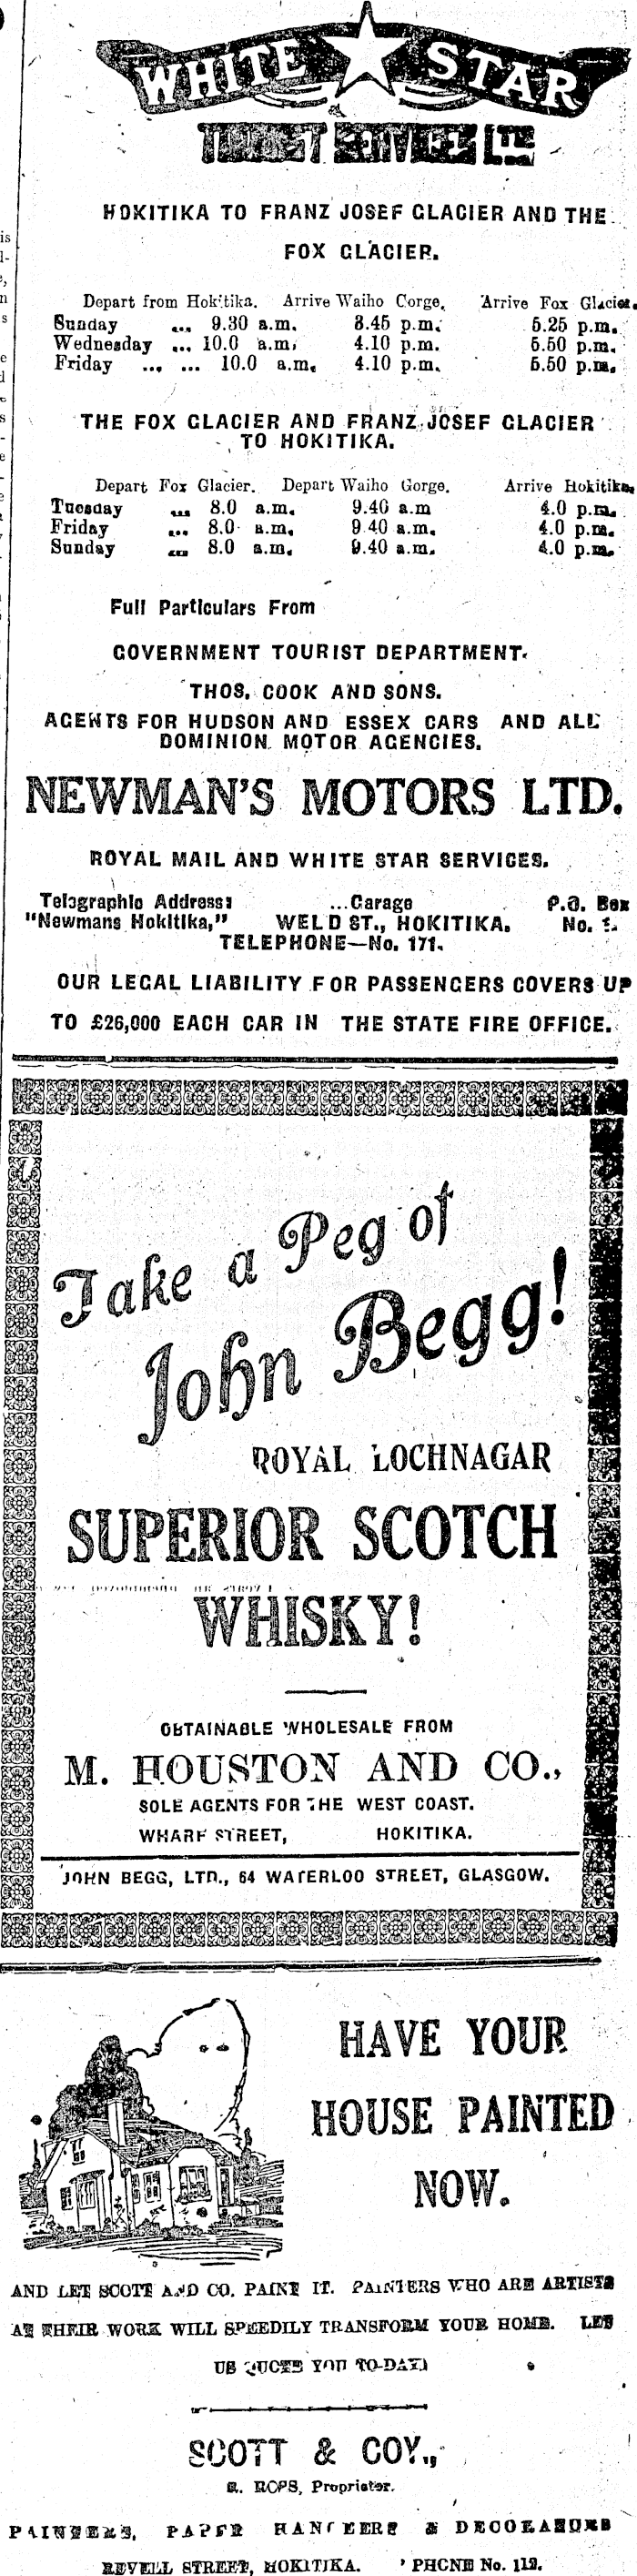 WHITE STAR
TOURIST SERVICES LTD
HOKITIKA TO FRANZ JOSEF GLACIER AND THE
FOX GLACIER.
Depart from Hokitika. Arrive Waiho Gorge. Arrive Fox Glacier.
Sunday ... 9.30 a.m. 3.45 p.m. 5.25 p.m.
Wednesday ... 10.0 a.m. 4.10 p.m. 5.50 p.m.
Friday ... ... 10.0 a.m. 4.10 p.m. 5.50 p.m.
THE FOX GLACIER AND FRANZ JOSEF GLACIER
TO HOKITIKA.
Depart Fox Glacier. Depart Waiho Gorge. Arrive Hokitika.
Tuesday ... 8.0 a.m. 9.40 a.m 4.0 p.m.
Friday ... 8.0 a.m. 9.40 a.m. 4.0 p.m.
Sunday ... 8.0 a.m. 9.40 a.m. 4.0 p.m.
Full Particulars From
GOVERNMENT TOURIST DEPARTMENT.
THOS. COOK AND SONS.
AGENTS FOR HUDSON AND ESSEX CARS AND ALL
DOMINION MOTOR AGENCIES.
NEWMAN'S MOTORS LTD.
ROYAL MAIL AND WHITE STAR SERVICES.
Telegraphic Address: ...Garage P.O. Box
"Newmans Hokitika," WELD ST., HOKITIKA. No.
TELEPHONE—No. 171.
OUR LEGAL LIABILITY FOR PASSENGERS COVERS UP
TO £26,000 EACH CAR IN THE STATE FIRE OFFICE.
Take a Peg of
John Begg!
ROYAL LOCHNAGAR
SUPERIOR SCOTCH
WHISKY!
OBTAINABLE WHOLESALE FROM
M. HOUSTON AND CO.,
SOLE AGENTS FOR THE WEST COAST.
WHARF STREET, HOKITIKA.
JOHN BEGG, LTD., 64 WATERLOO STREET, GLASGOW.
HAVE YOUR
HOUSE PAINTED
NOW.
AND LET SCOTT AND CO. PAINT IT. PAINTERS WHO ARE ARTISTS
AT THEIR WORK WILL SPEEDILY TRANSFORM YOUR HOME. LET
US QUOTE YOU TO-DAY!
SCOTT & COY.,
R. ROPS, Proprietor.
PAINTERS, PAPER HANGERS & DECORATORS
REVELL STREET, HOKITIKA. 'PHONE No. 112.